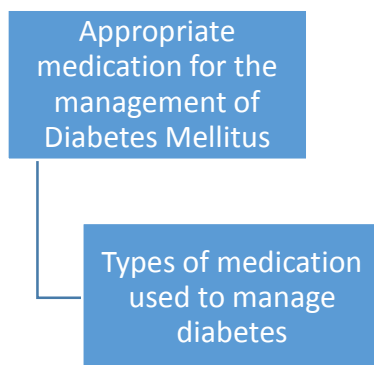 Appropriate
medication for the
management of
Diabetes Mellitus
Types of medication
used to manage
diabetes